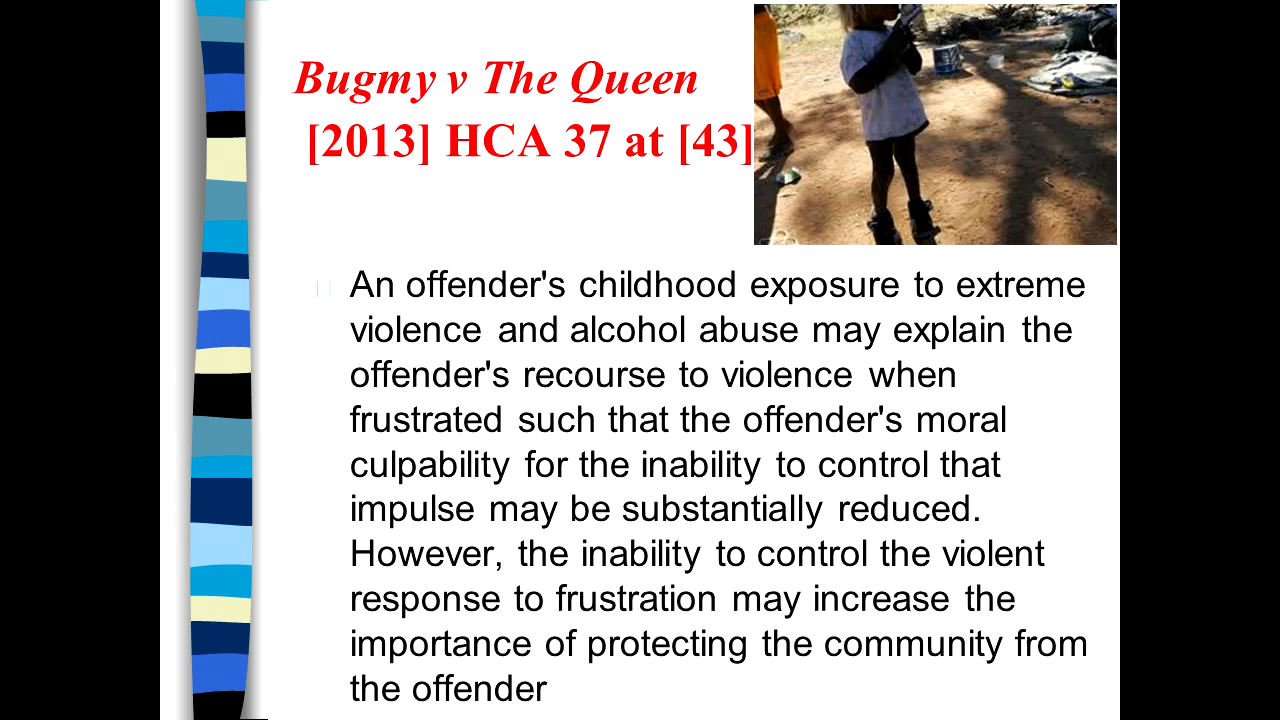 Bugmy v The Queen
[2013] HCA 37 at [43]
An offender's childhood exposure to extreme
violence and alcohol abuse may explain the
offender's recourse to violence when
frustrated such that the offender's moral
culpability for the inability to control that
impulse may be substantially reduced.
However, the inability to control the violent
response to frustration may increase the
importance of protecting the community from
the offender